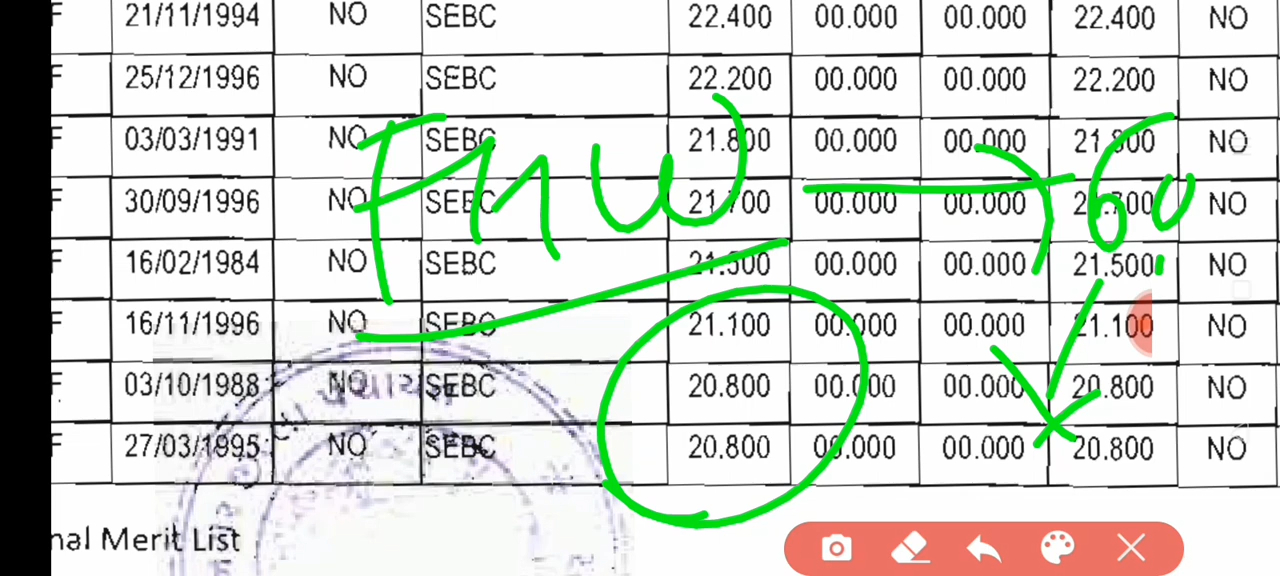 F 21/11/1994 NO SEBC 22.400 00.000 00.000 22.400 NO
F 25/12/1996 NO SEBC 22.200 00.000 00.000 22.200 NO
F 03/03/1991 NO SEBC 21.800 00.000 00.000 21.800 NO
F 30/09/1996 NO SEBC 21.700 00.000 00.000 21.700 NO
F 16/02/1984 NO SEBC 21.500 00.000 00.000 21.500 NO
F 16/11/1996 NO SEBC 21.100 00.000 00.000 21.100 NO
F 03/10/1988 NO SEBC 20.800 00.000 00.000 20.800 NO
F 27/03/1995 NO SEBC 20.800 00.000 00.000 20.800 NO
nal Merit List